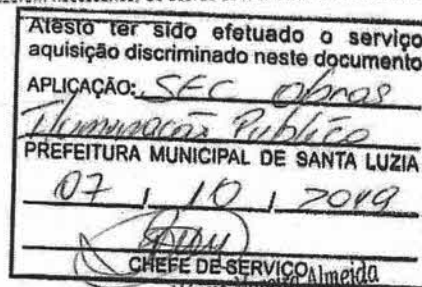 Atesto ter sido efetuado o serviço
aquisição discriminado neste documento
APLICAÇÃO: SEC Obras
Iluminação Publica
PREFEITURA MUNICIPAL DE SANTA LUZIA
07 / 10 / 2019
CHEFE DE SERVIÇO Almeida